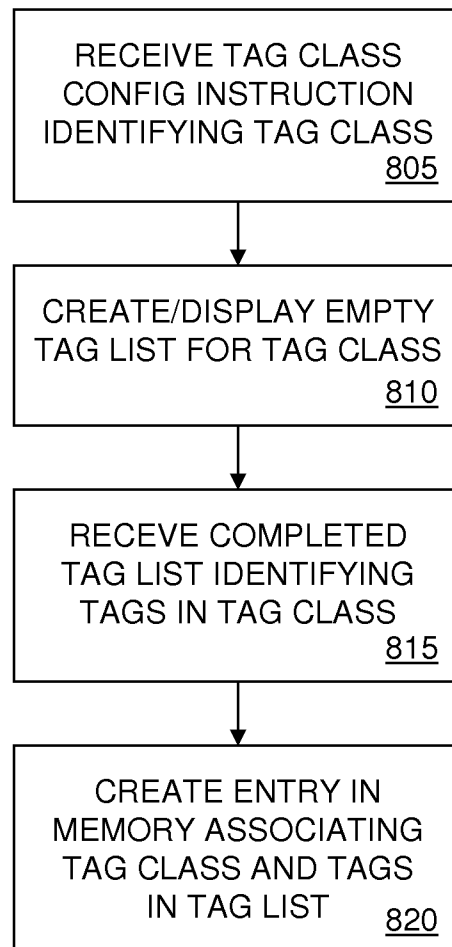 RECEIVE TAG CLASS
CONFIG INSTRUCTION
IDENTIFYING TAG CLASS
805
CREATE/DISPLAY EMPTY
TAG LIST FOR TAG CLASS
810
RECEVE COMPLETED
TAG LIST IDENTIFYING
TAGS IN TAG CLASS
815
CREATE ENTRY IN
MEMORY ASSOCIATING
TAG CLASS AND TAGS
IN TAG LIST
820